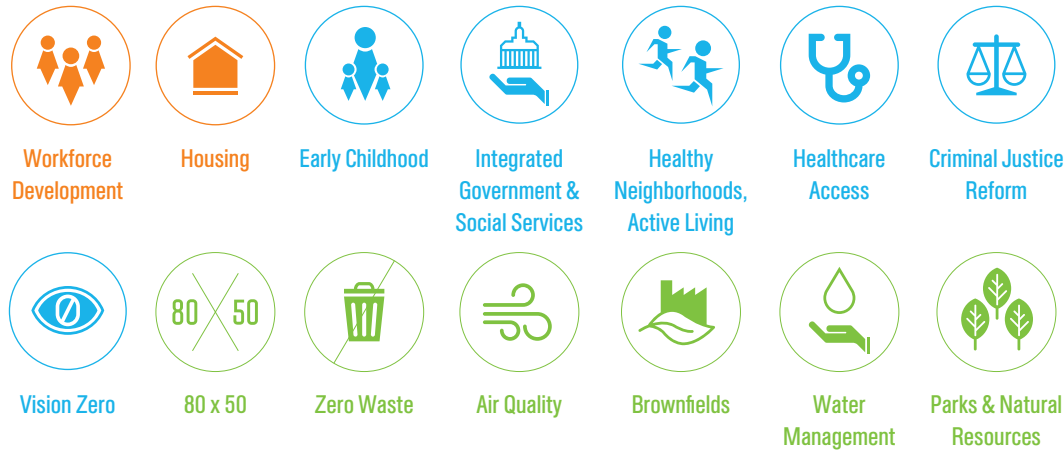 Workforce
Development
Housing
Early Childhood
Integrated
Government &
Social Services
Healthy
Neighborhoods,
Active Living
Healthcare
Access
Criminal Justice
Reform
0
Vision Zero
80 50
80 x 50
Zero Waste
Air Quality
Brownfields
Water
Management
Parks & Natural
Resources